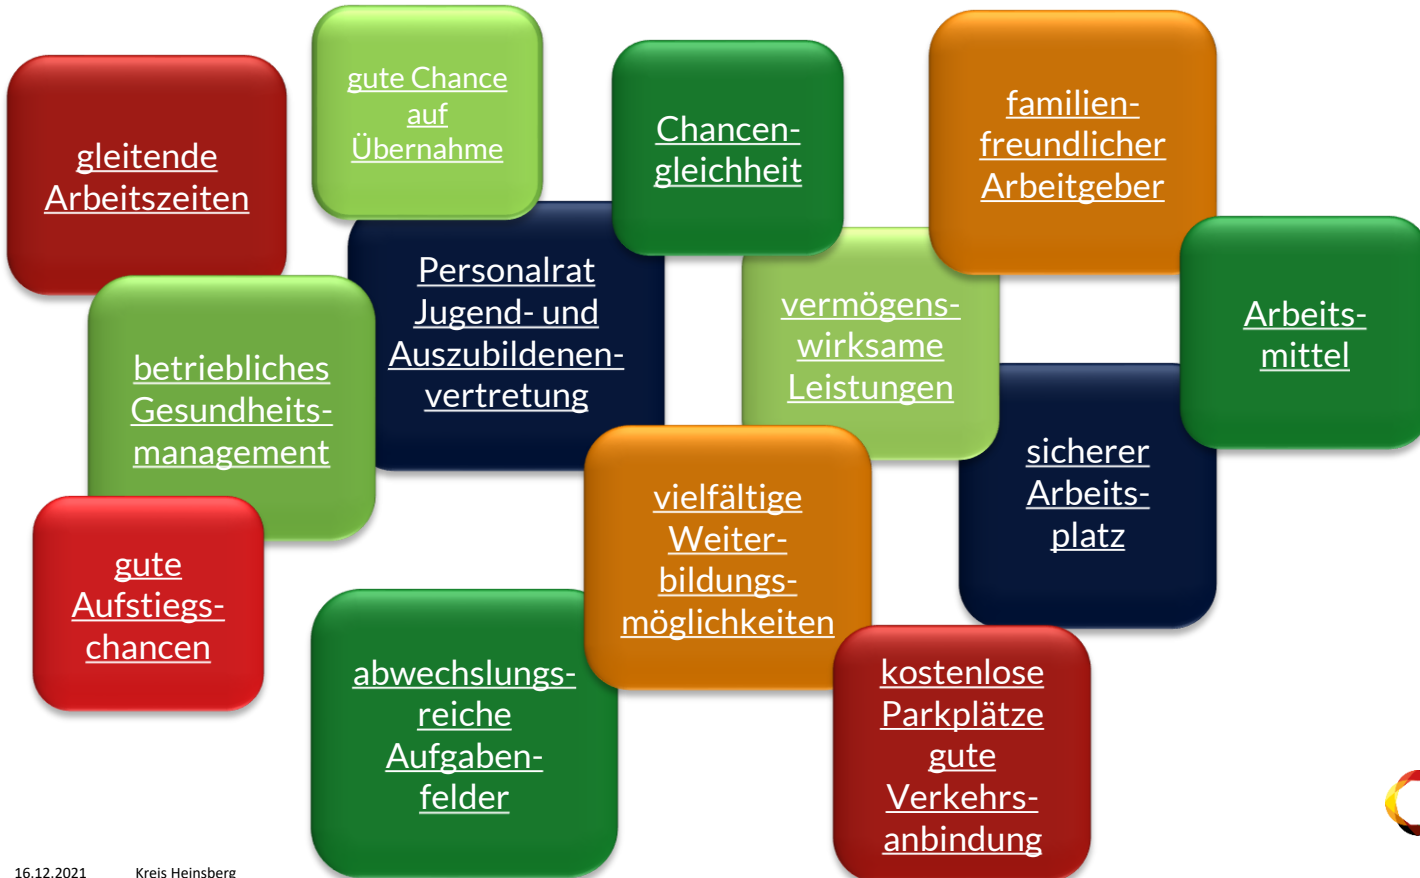 gleitende
Arbeitszeiten
gute Chance
auf
Übernahme
Chancen-
gleichheit
familien-
freundlicher
Arbeitgeber
Personalrat
Jugend- und
Auszubildenen-
vertretung
vermögens-
wirksame
Leistungen
Arbeits-
mittel
betriebliches
Gesundheits-
management
sicherer
Arbeits-
platz
vielfältige
Weiter-
bildungs-
möglichkeiten
gute
Aufstiegs-
chancen
abwechslungs-
reiche
Aufgaben-
felder
kostenlose
Parkplätze
gute
Verkehrs-
anbindung
16.12.2021 Kreis Heinsberg